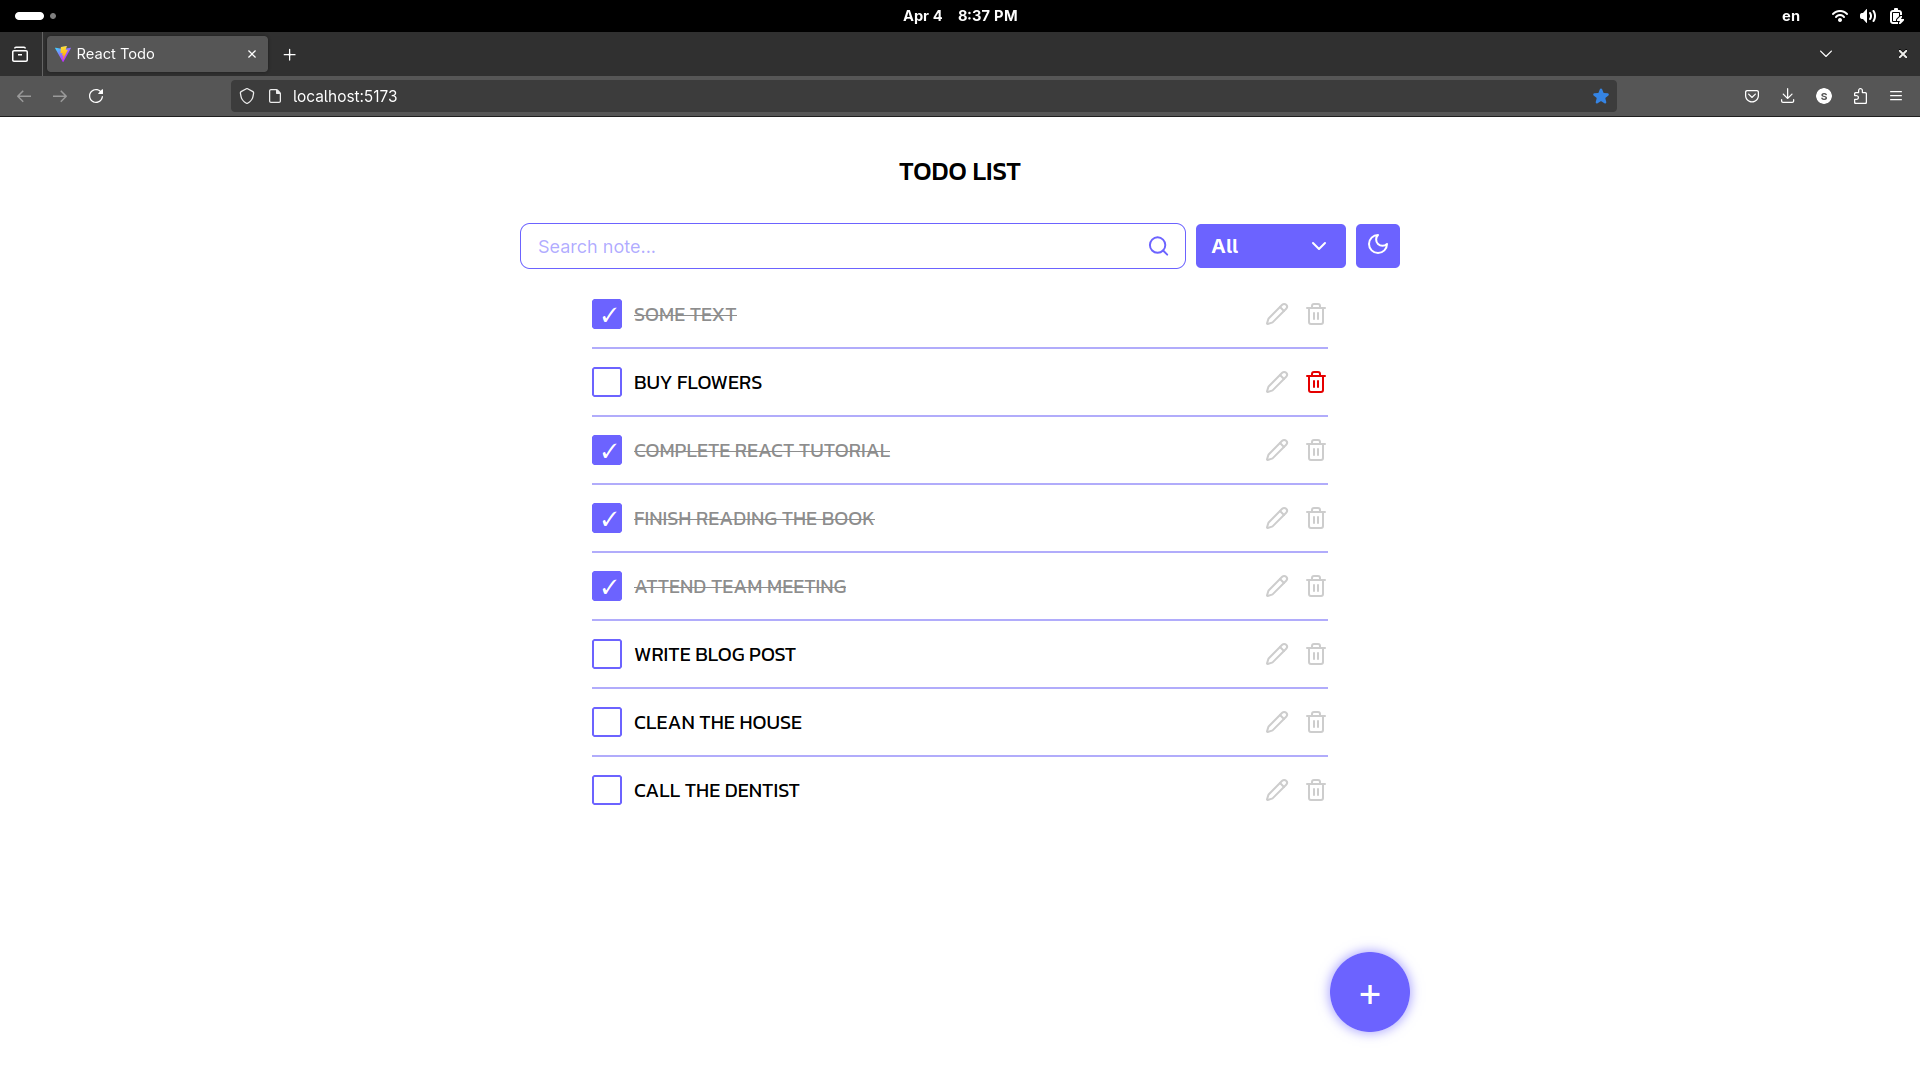 Apr 4 8:37 PM
en
React Todo
localhost:5173
S
TODO LIST
Search note...
All
SOME TEXT
BUY FLOWERS
COMPLETE REACT TUTORIAL
FINISH READING THE BOOK
ATTEND TEAM MEETING
WRITE BLOG POST
CLEAN THE HOUSE
CALL THE DENTIST
+